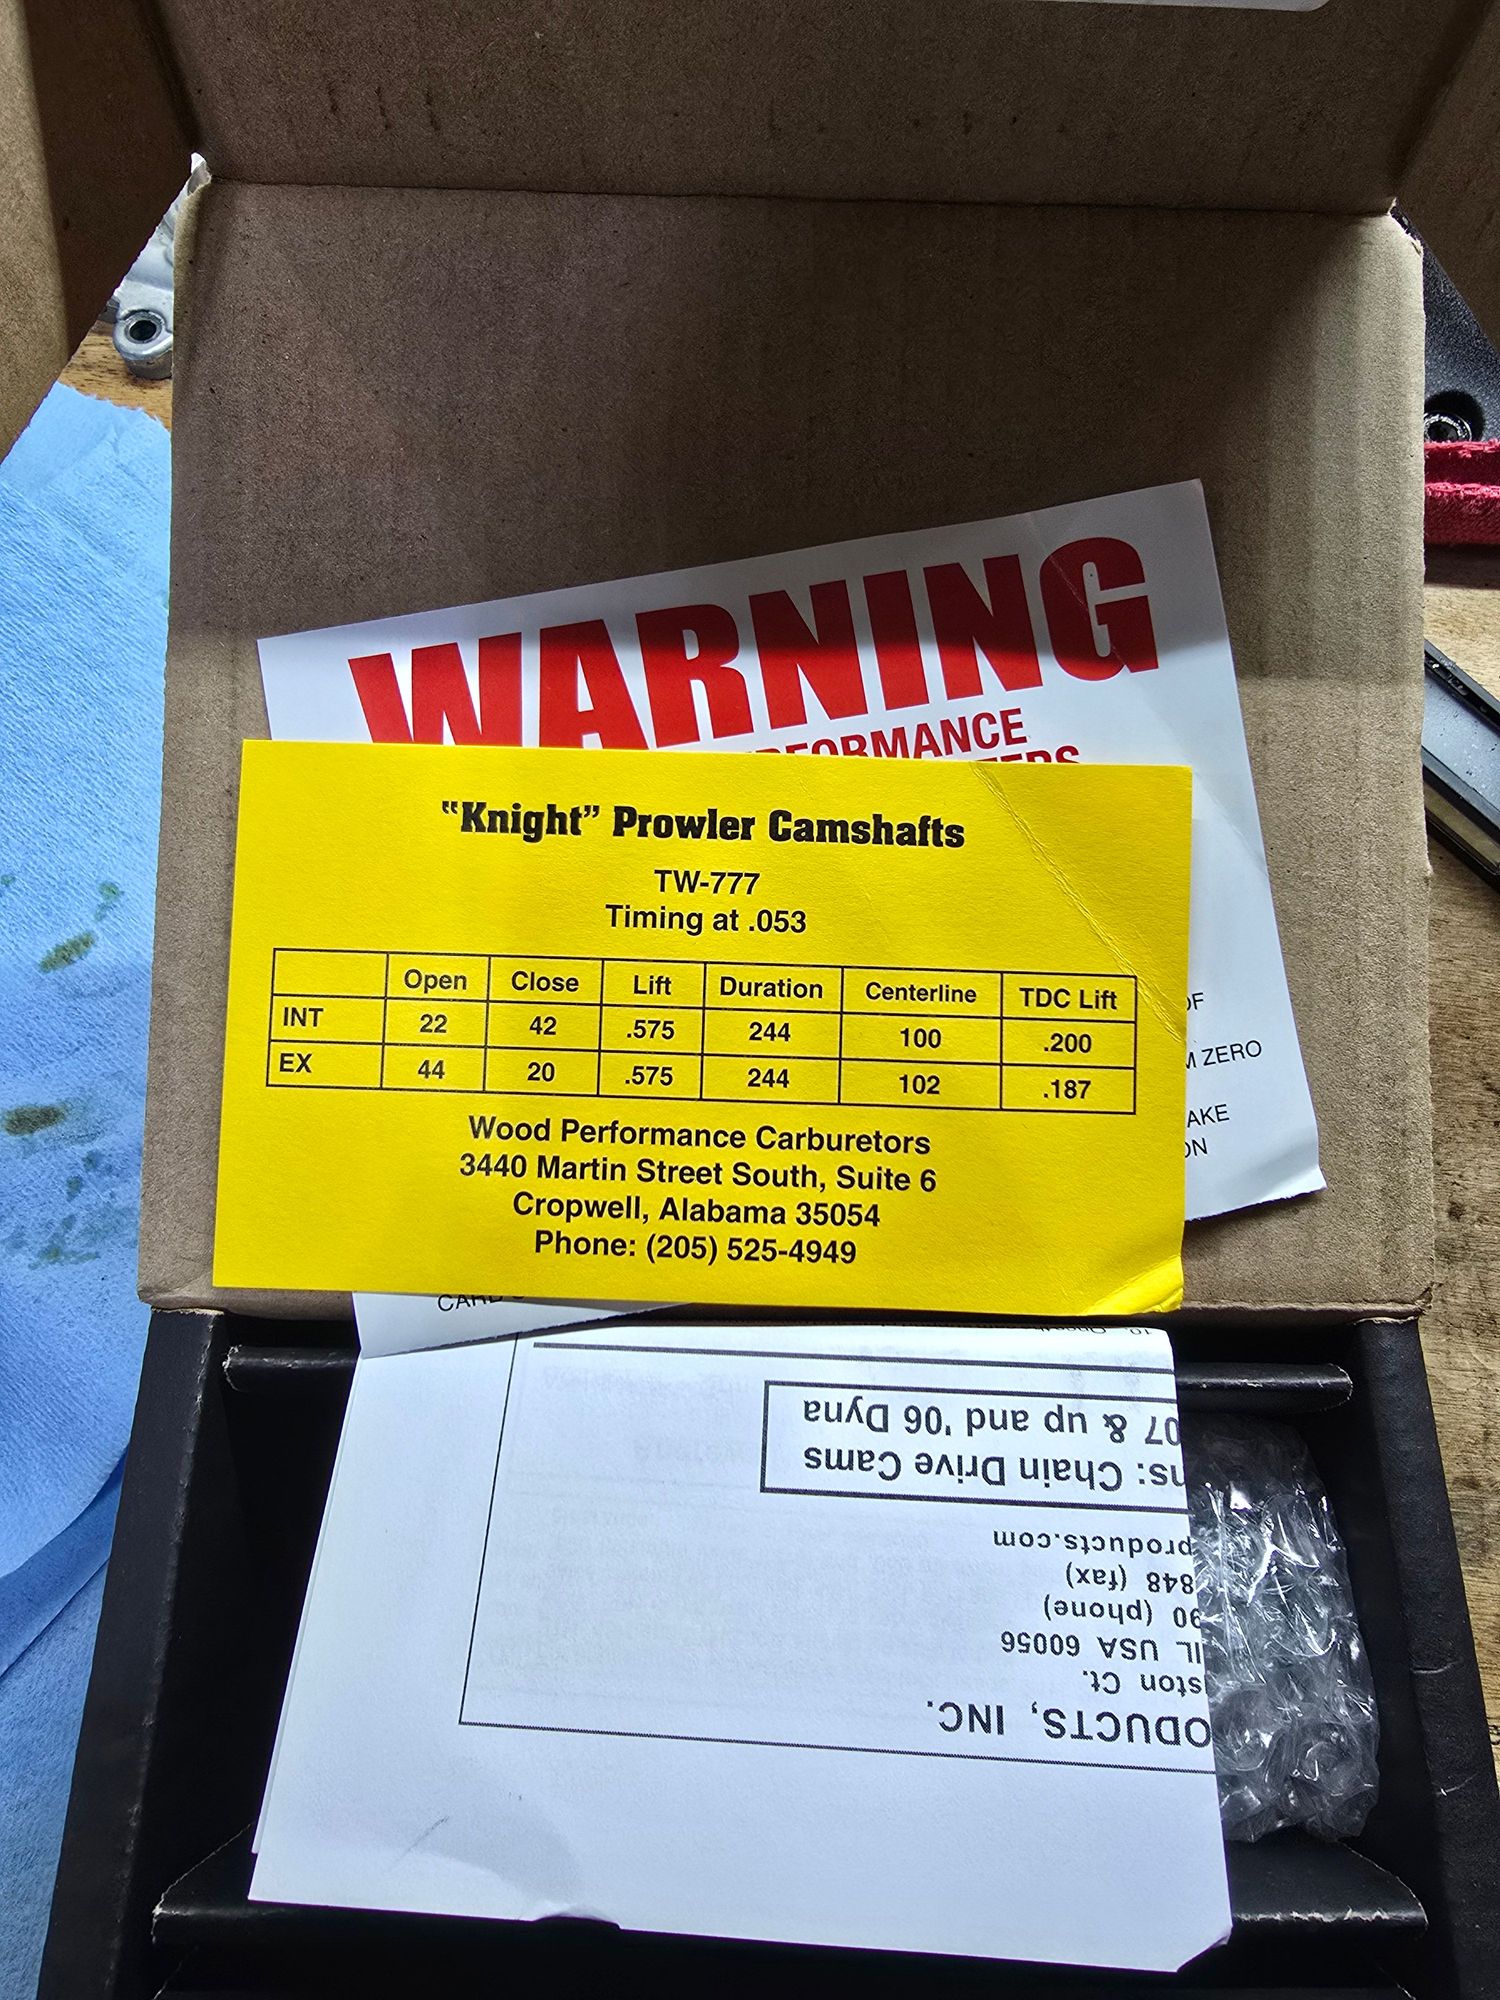 WARNING
PERFORMANCE
"Knight" Prowler Camshafts
TW-777
Timing at .053
Open Close Lift Duration Centerline TDC Lift
INT 22 42 .575 244 100 .200
EX 44 20 .575 244 102 .187
Wood Performance Carburetors
3440 Martin Street South, Suite 6
Cropwell, Alabama 35054
Phone: (205) 525-4949
OF
ZERO
ODUCTS, INC.
ston Ct.
IL USA 60056
90 (phone)
848 (fax)
products.com
ns: Chain Drive Cams
07 & up and '06 Dyna